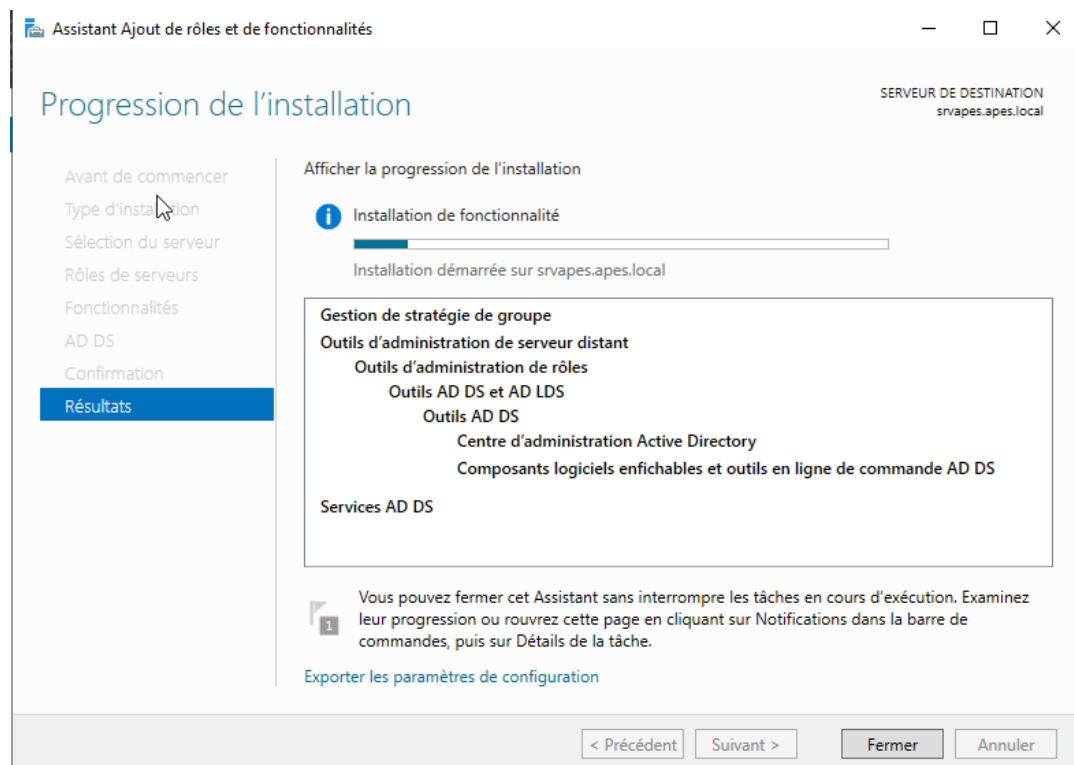 Assistant Ajout de rôles et de fonctionnalités
Progression de l'installation
SERVEUR DE DESTINATION
srvapes.apes.local
Avant de commencer
Type d'installation
Sélection du serveur
Rôles de serveurs
Fonctionnalités
AD DS
Confirmation
Résultats
Afficher la progression de l'installation
Installation de fonctionnalité
Installation démarrée sur srvapes.apes.local
Gestion de stratégie de groupe
Outils d'administration de serveur distant
Outils d'administration de rôles
Outils AD DS et AD LDS
Outils AD DS
Centre d'administration Active Directory
Composants logiciels enfichables et outils en ligne de commande AD DS
Services AD DS
1
Vous pouvez fermer cet Assistant sans interrompre les tâches en cours d'exécution. Examinez
leur progression ou rouvrez cette page en cliquant sur Notifications dans la barre de
commandes, puis sur Détails de la tâche.
Exporter les paramètres de configuration
< Précédent
Suivant >
Fermer
Annuler